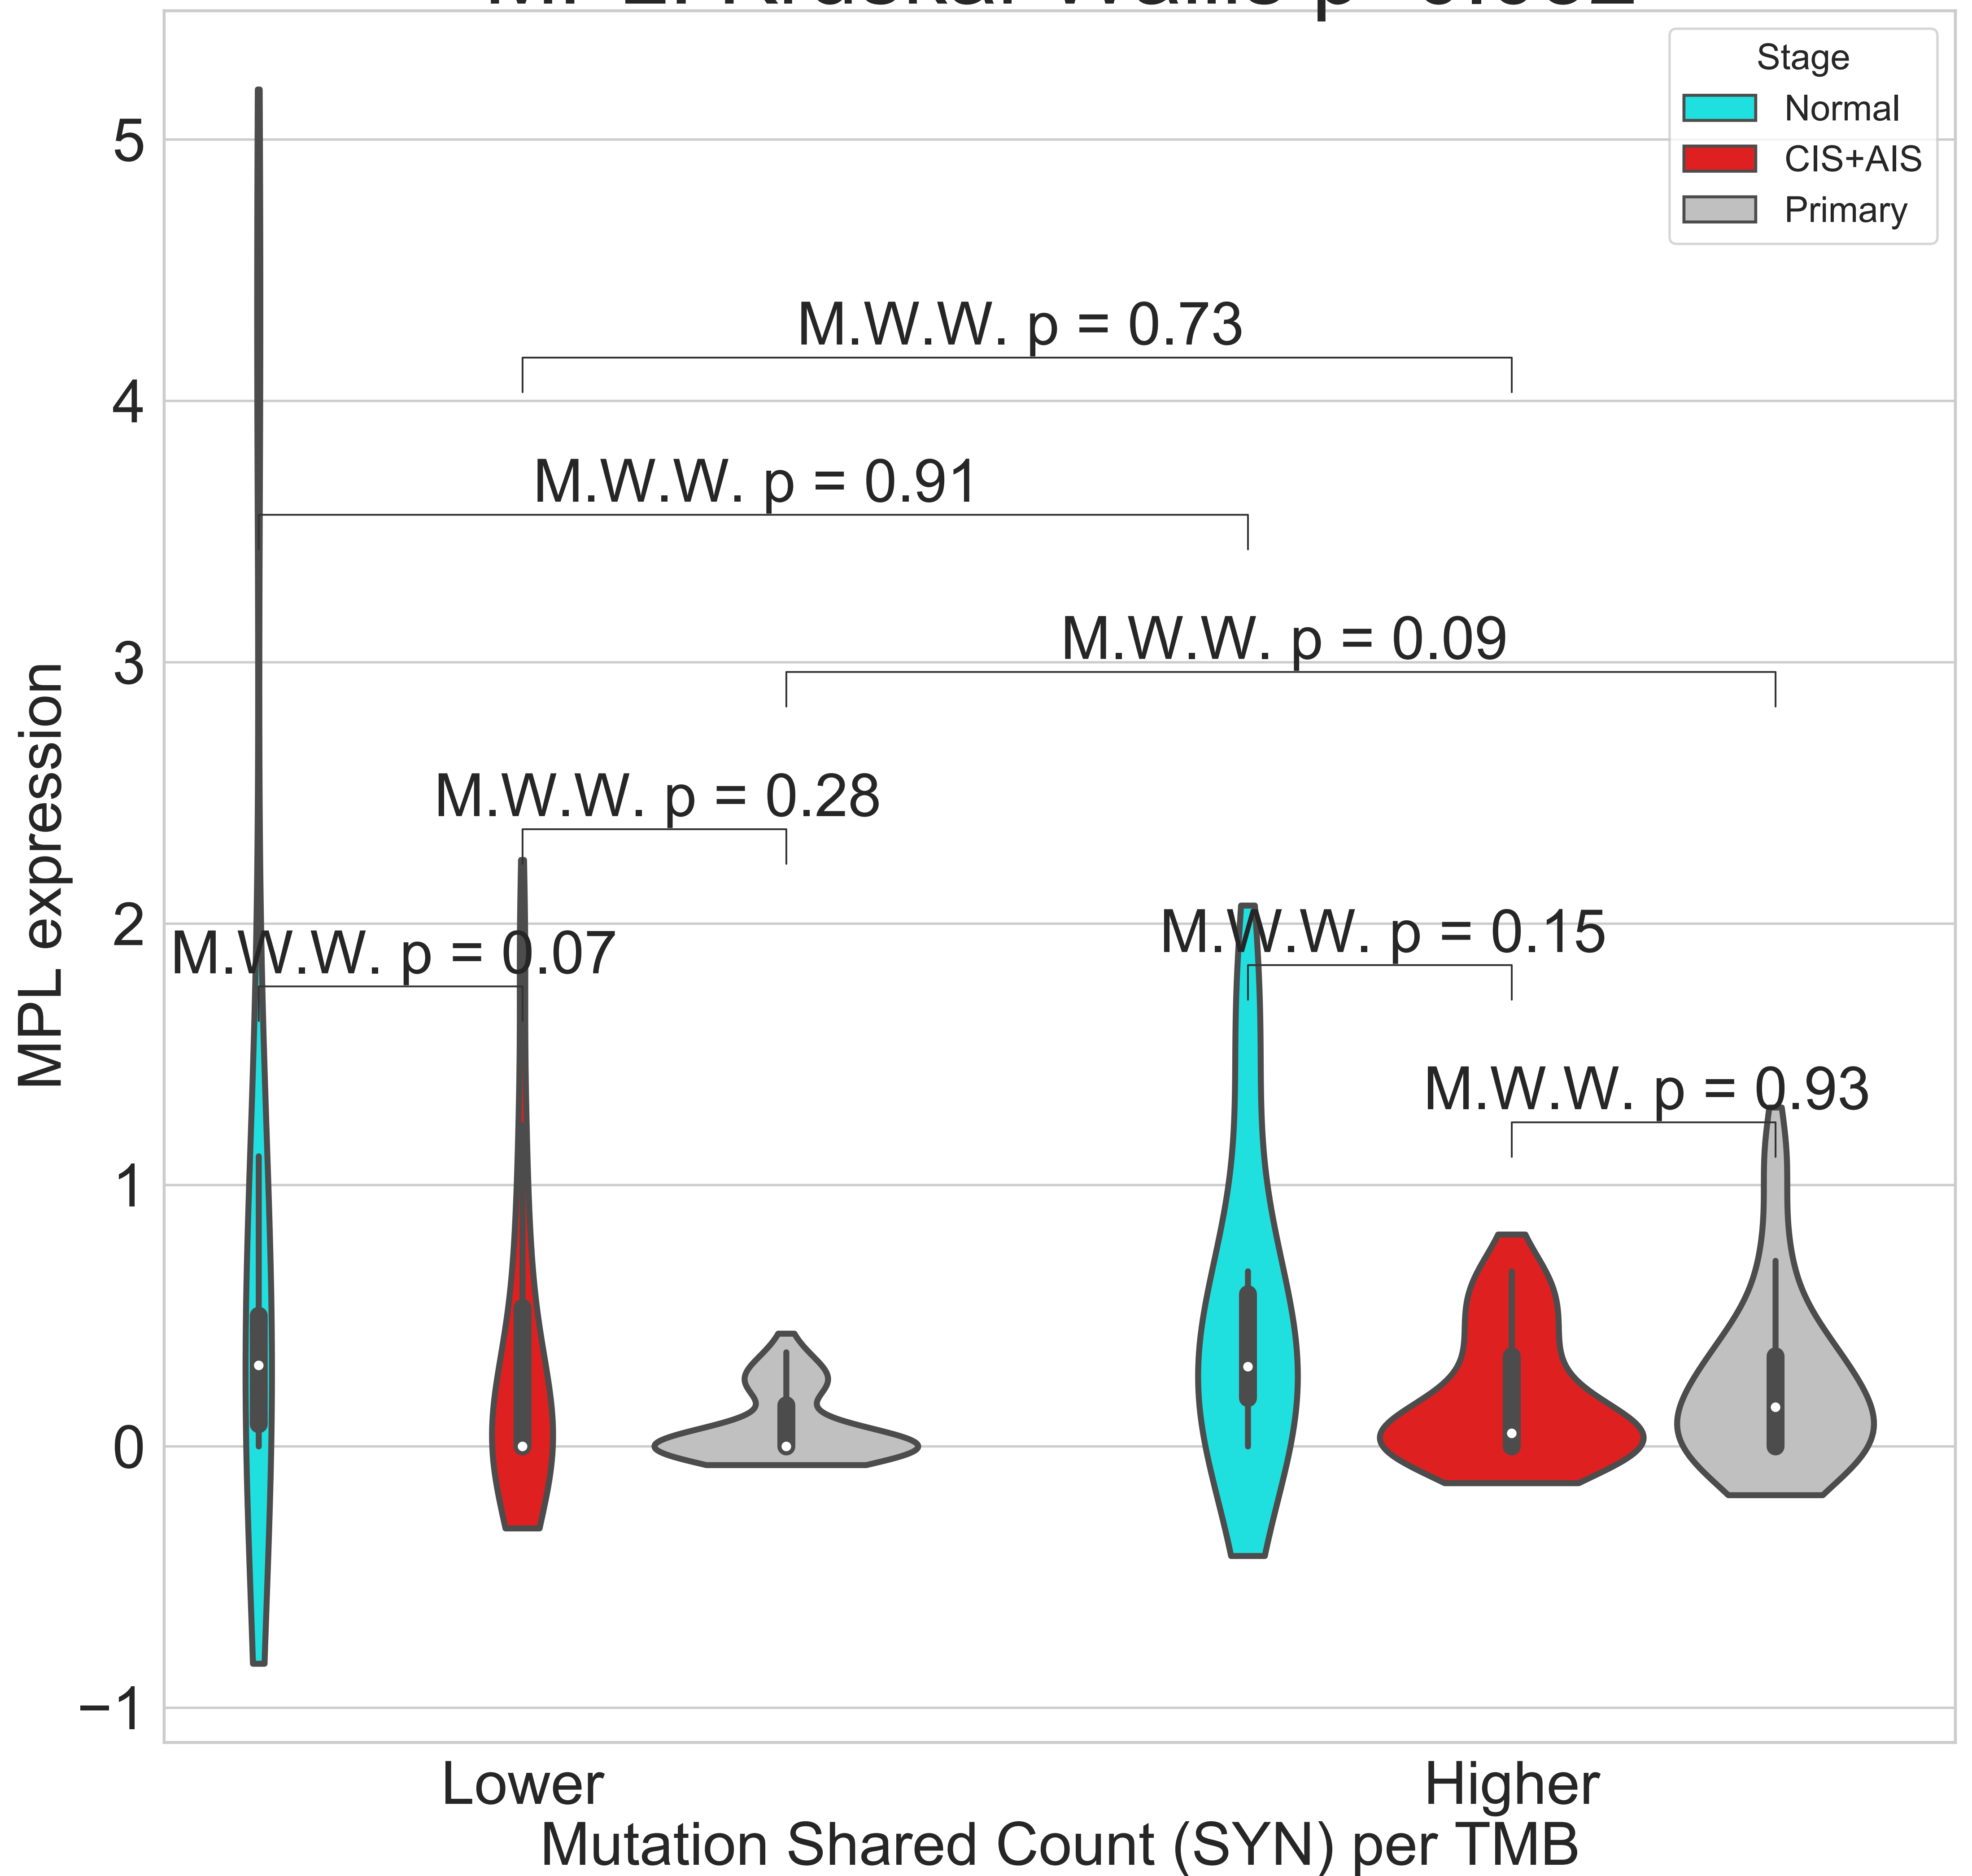 Stage
Normal
CIS+AIS
Primary
M.W.W. p = 0.73
M.W.W. p = 0.91
M.W.W. p = 0.09
M.W.W. p = 0.28
M.W.W. p = 0.07
M.W.W. p = 0.15
M.W.W. p = 0.93
5
4
3
2
1
0
−1
MPL expression
Lower
Higher
Mutation Shared Count (SYN) per TMB